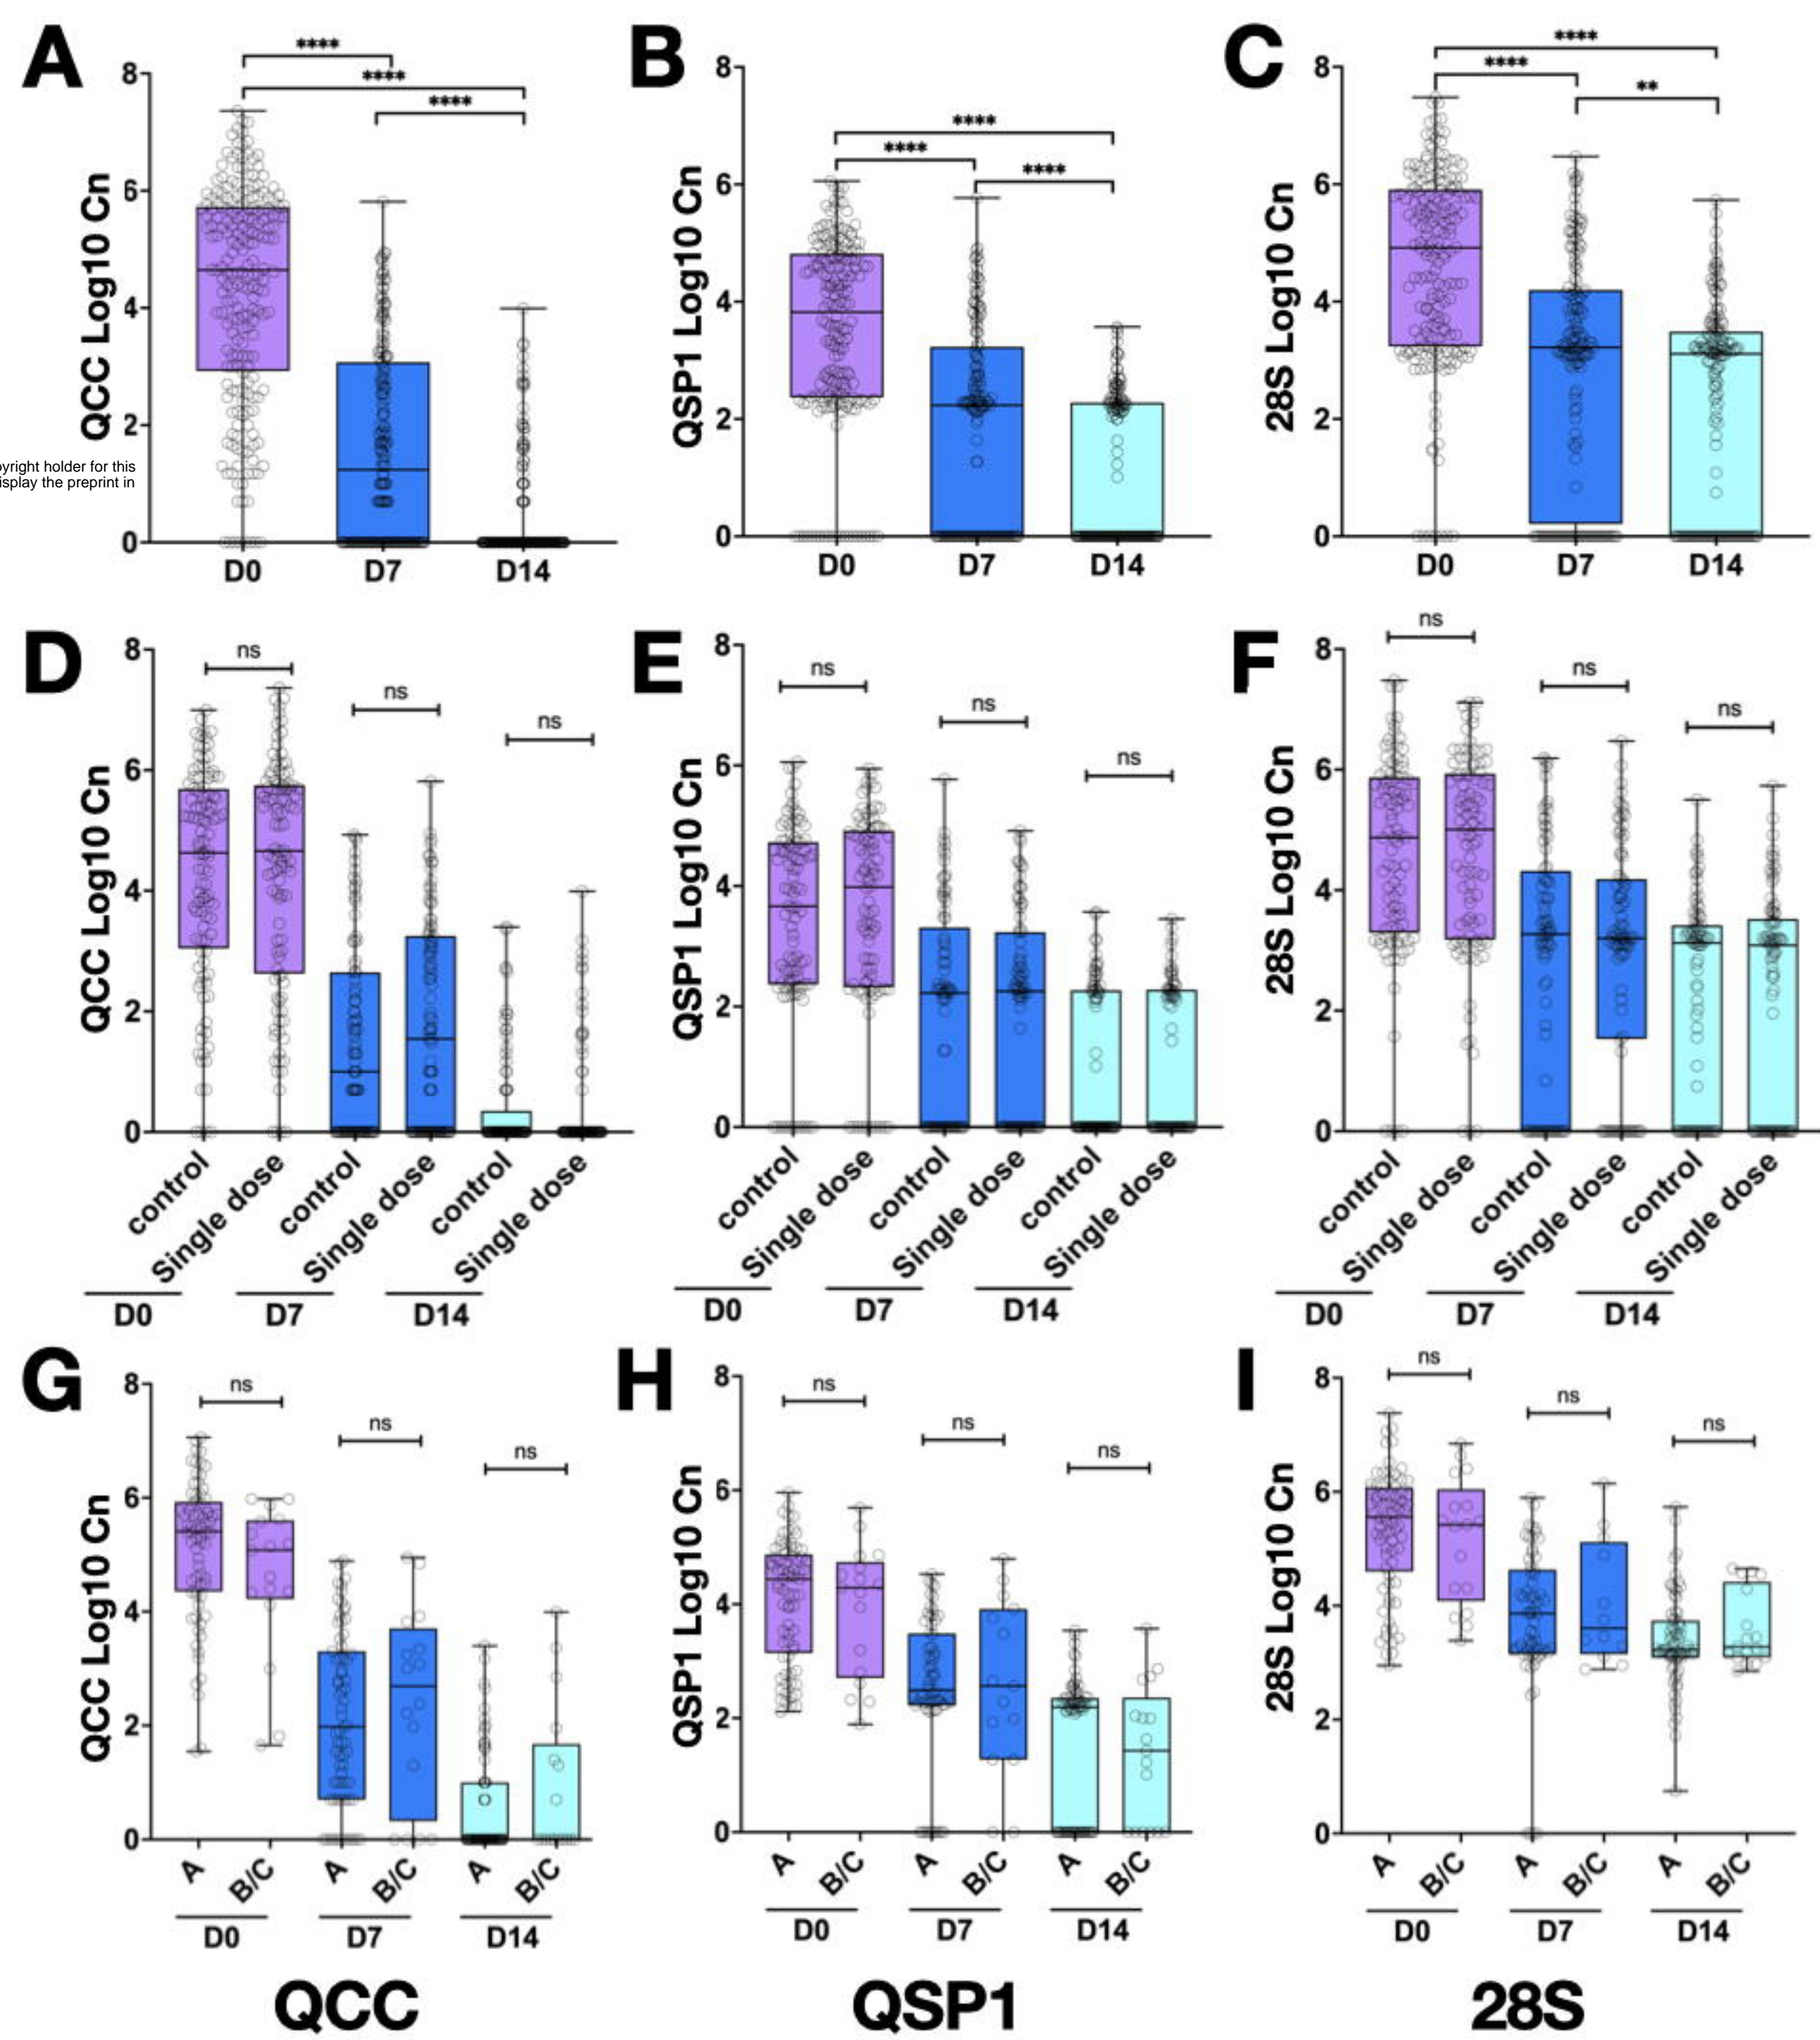 A
B
C
****
****
****
QCC Log10 Cn
8
6
4
2
0
D0
D7
D14
****
****
****
QSP1 Log10 Cn
8
6
4
2
0
D0
D7
D14
****
****
**
28S Log10 Cn
8
6
4
2
0
D0
D7
D14
yright holder for this
isplay the preprint in
D
E
F
ns
ns
ns
QCC Log10 Cn
8
6
4
2
0
control
Single dose
control
Single dose
control
Single dose
D0
D7
D14
ns
ns
ns
QSP1 Log10 Cn
8
6
4
2
0
control
Single dose
control
Single dose
control
Single dose
D0
D7
D14
ns
ns
ns
28S Log10 Cn
8
6
4
2
0
control
Single dose
control
Single dose
control
Single dose
D0
D7
D14
G
H
I
ns
ns
ns
QCC Log10 Cn
8
6
4
2
0
A
B/C
A
B/C
A
B/C
D0
D7
D14
ns
ns
ns
QSP1 Log10 Cn
8
6
4
2
0
A
B/C
A
B/C
A
B/C
D0
D7
D14
ns
ns
ns
28S Log10 Cn
8
6
4
2
0
A
B/C
A
B/C
A
B/C
D0
D7
D14
QCC
QSP1
28S